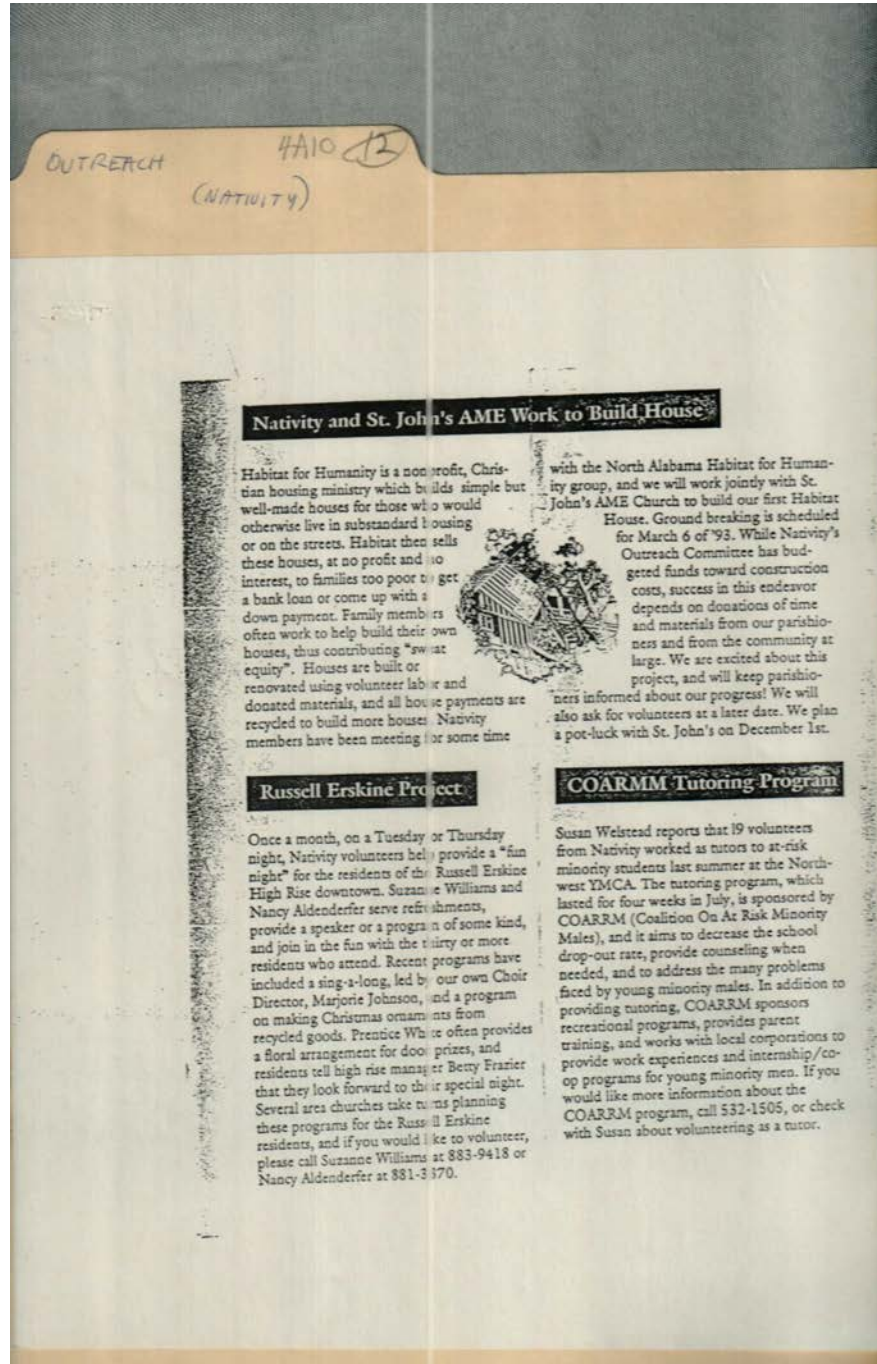 OUTREACH 4A10 12
(NATIVITY)
Nativity and St. John's AME Work to Build House
Habitat for Humanity is a nonprofit, Chris-
tian housing ministry which builds simple but
well-made houses for those who would
otherwise live in substandard housing
or on the streets. Habitat then sells
these houses, at no profit and no
interest, to families too poor to get
a bank loan or come up with a
down payment. Family members
often work to help build their own
houses, thus contributing "sweat
equity". Houses are built or
renovated using volunteer labor and
donated materials, and all house payments are
recycled to build more houses. Nativity
members have been meeting for some time
with the North Alabama Habitat for Human-
ity group, and we will work jointly with St.
John's AME Church to build our first Habitat
House. Ground breaking is scheduled
for March 6 of '93. While Nativity's
Outreach Committee has bud-
geted funds toward construction
costs, success in this endeavor
depends on donations of time
and materials from our parishio-
ners and from the community at
large. We are excited about this
project, and will keep parishio-
ners informed about our progress! We will
also ask for volunteers at a later date. We plan
a pot-luck with St. John's on December 1st.
Russell Erskine Project
Once a month, on a Tuesday or Thursday
night, Nativity volunteers help provide a "fun
night" for the residents of the Russell Erskine
High Rise downtown. Suzanne Williams and
Nancy Aldenderfer serve refreshments,
provide a speaker or a program of some kind,
and join in the fun with the thirty or more
residents who attend. Recent programs have
included a sing-a-long, led by our own Choir
Director, Marjorie Johnson, and a program
on making Christmas ornaments from
recycled goods. Prentice White often provides
a floral arrangement for door prizes, and
residents tell high rise manager Betty Frazier
that they look forward to their special night.
Several area churches take turns planning
these programs for the Russell Erskine
residents, and if you would like to volunteer,
please call Suzanne Williams at 883-9418 or
Nancy Aldenderfer at
COARMM Tutoring Program
Susan Welstead reports that 19 volunteers
from Nativity worked as tutors to at-risk
minority students last summer at the North-
west YMCA. The tutoring program, which
lasted for four weeks in July, is sponsored by
COARRM (Coalition On At Risk Minority
Males), and it aims to decrease the school
drop-out rate, provide counseling when
needed, and to address the many problems
faced by young minority males. In addition to
providing tutoring, COARRM sponsors
recreational programs, provides parent
training, and works with local corporations to
provide work experiences and internship/co-
op programs for young minority men. If you
would like more information about the
COARRM program, call 532-1505, or check
with Susan about volunteering as a tutor.